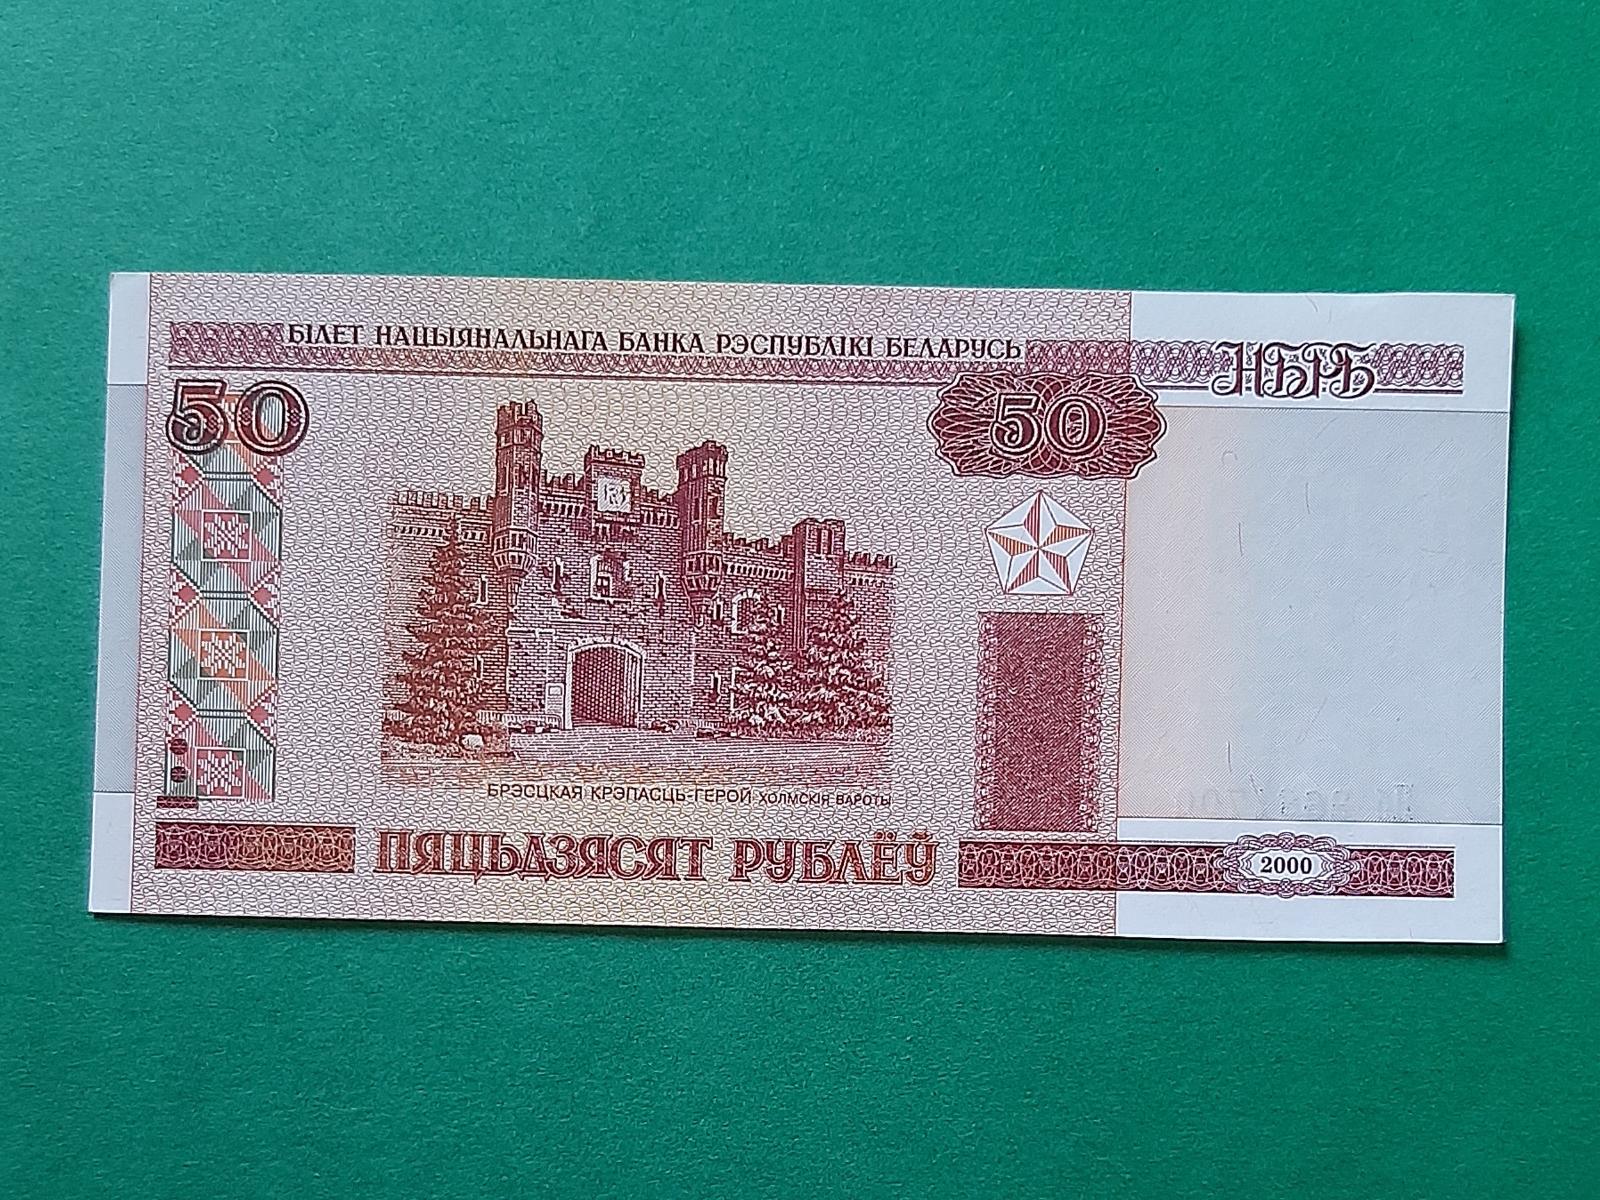 БІЛЕТ НАЦЫЯНАЛЬНАГА БАНКА РЭСПУБЛІКІ БЕЛАРУСЬ
НБРБ
50
50
БРЭСЦКАЯ КРЭПАСЦЬ-ГЕРОЙ ХОЛМСКІЯ ВАРОТЫ
ПЯЦЬДЗЯСЯТ РУБЛЁЎ
2000